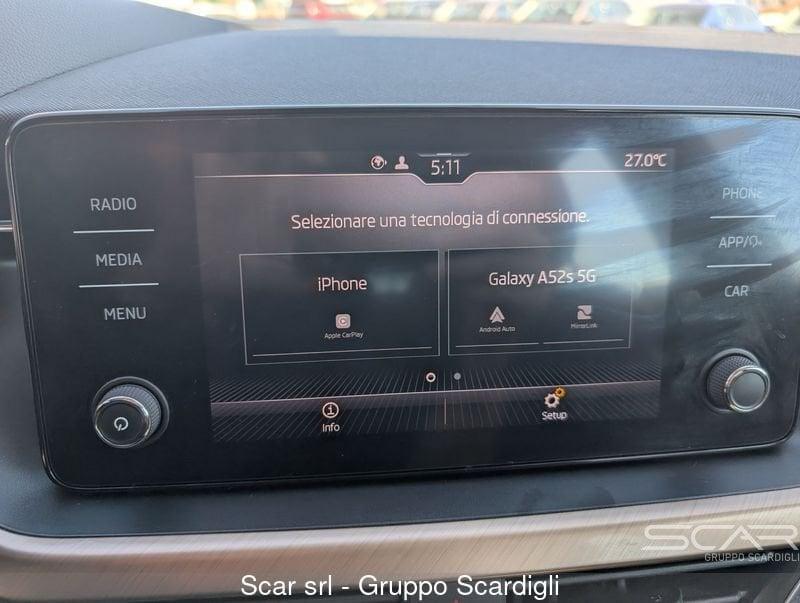 5:11
27.0°C
RADIO
MEDIA
MENU
Selezionare una tecnologia di connessione.
iPhone
Apple CarPlay
Galaxy A52s 5G
Android Auto
MirrorLink
Info
Setup
PHONE
APP/
CAR
SCAR
GRUPPO SCARDIGLI
Scar srl - Gruppo Scardigli